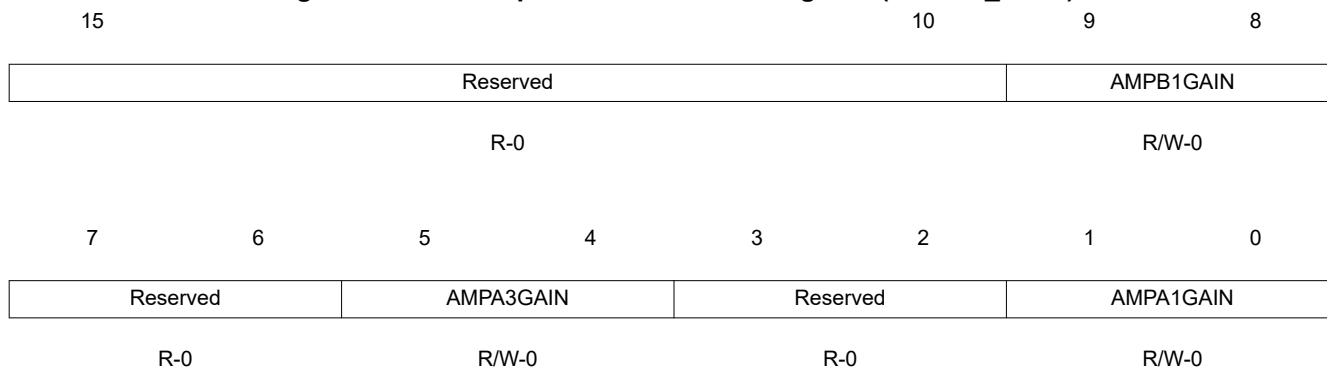 15 10 9 8
Reserved AMPB1GAIN
R-0 R/W-0
7 6 5 4 3 2 1 0
Reserved AMPA3GAIN Reserved AMPA1GAIN
R-0 R/W-0 R-0 R/W-0